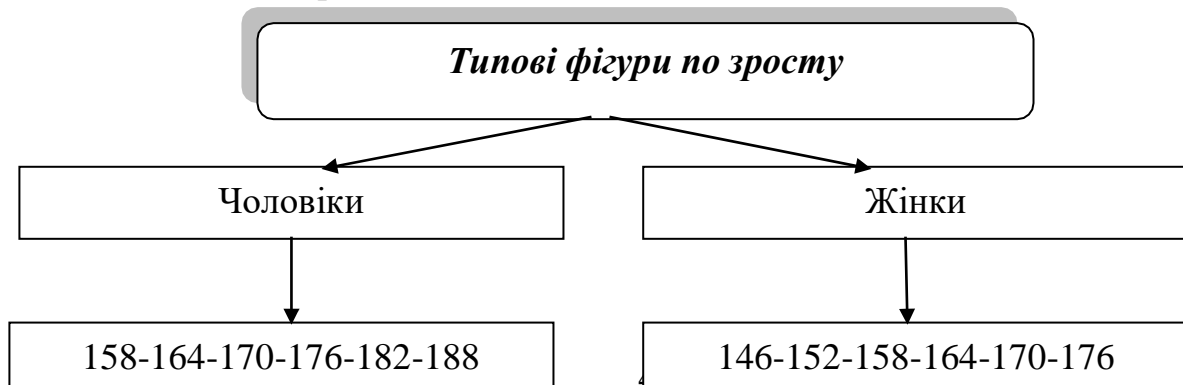 Типові фігури по зросту
Чоловіки
Жінки
158-164-170-176-182-188
146-152-158-164-170-176